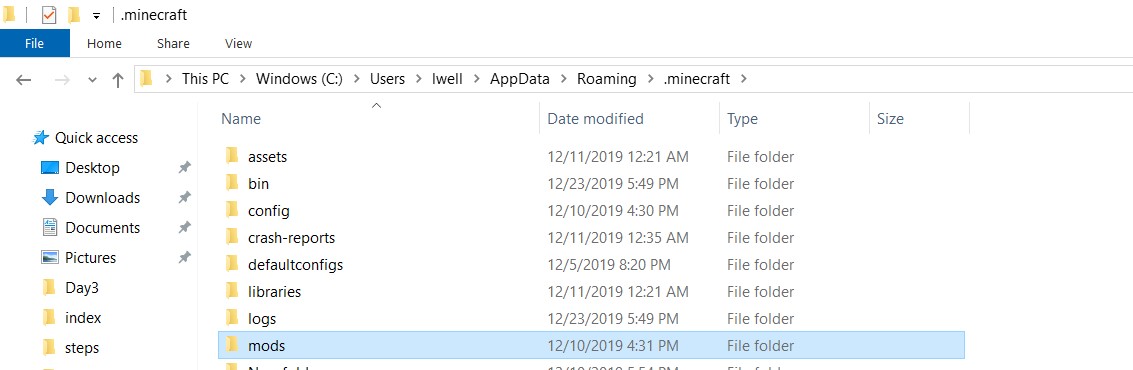 .minecraft
File Home Share View
This PC Windows (C:) Users lwell AppData Roaming .minecraft
Name Date modified Type Size
Quick access
Desktop
Downloads
Documents
Pictures
Day3
index
steps
assets 12/11/2019 12:21 AM File folder
bin 12/23/2019 5:49 PM File folder
config 12/10/2019 4:30 PM File folder
crash-reports 12/11/2019 12:35 AM File folder
defaultconfigs 12/5/2019 8:20 PM File folder
libraries 12/11/2019 12:21 AM File folder
logs 12/23/2019 5:49 PM File folder
mods 12/10/2019 4:31 PM File folder